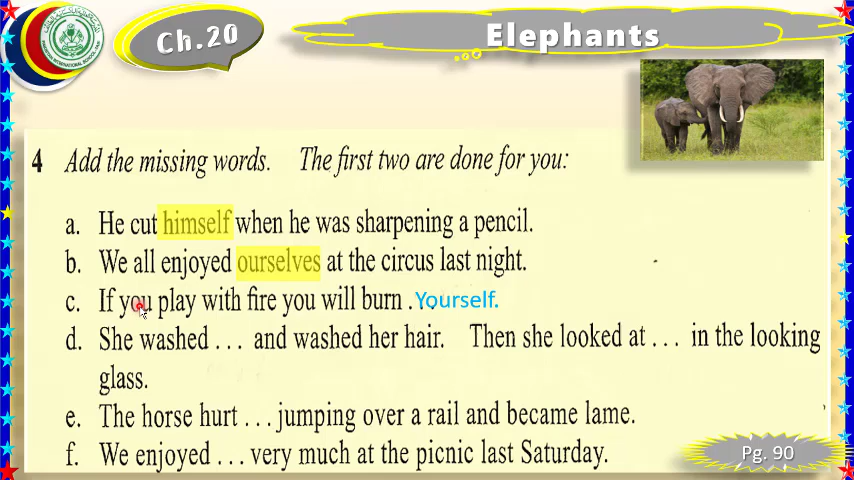 Ch.20
Elephants
4 Add the missing words. The first two are done for you:
a. He cut himself when he was sharpening a pencil.
b. We all enjoyed ourselves at the circus last night.
c. If you play with fire you will burn . . . Yourself.
d. She washed . . . and washed her hair. Then she looked at . . . in the looking
glass.
e. The horse hurt . . . jumping over a rail and became lame.
f. We enjoyed . . . very much at the picnic last Saturday.
Pg. 90